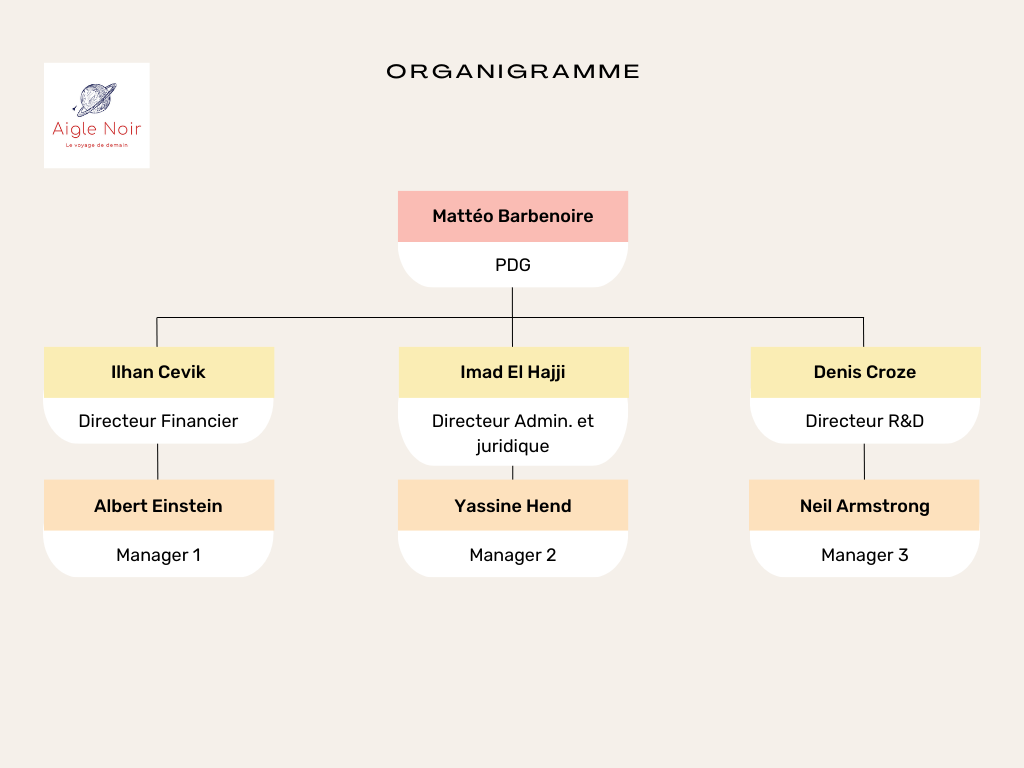 ORGANIGRAMME
Aigle Noir
Le voyage de demain
Mattéo Barbenoire
PDG
Ilhan Cevik
Imad El Hajji
Denis Croze
Directeur Financier
Directeur Admin. et
juridique
Directeur R&D
Albert Einstein
Yassine Hend
Neil Armstrong
Manager 1
Manager 2
Manager 3